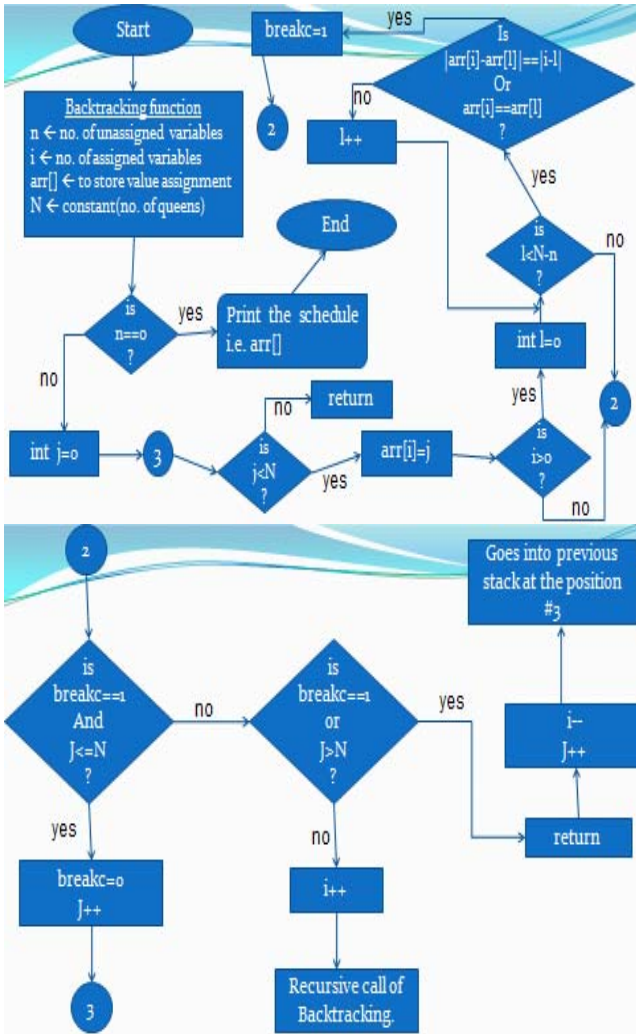 Start
Backtracking function
n ← no. of unassigned variables
i ← no. of assigned variables
arr[] ← to store value assignment
N ← constant(no. of queens)
is
n==0
?
yes
Print the schedule
i.e. arr[]
End
no
int j=0
3
is
j<N
?
no
return
yes
arr[i]=j
is
i>0
?
no
yes
int l=0
is
l<N-n
?
no
2
yes
Is
|arr[i]-arr[l]|==|i-l|
Or
arr[i]==arr[l]
?
no
l++
yes
breakc=1
2
2
is
breakc==1
And
J<=N
?
yes
breakc=0
J++
3
no
is
breakc==1
or
J>N
?
no
i++
Recursive call of
Backtracking.
yes
return
i--
J++
Goes into previous
stack at the position
#3